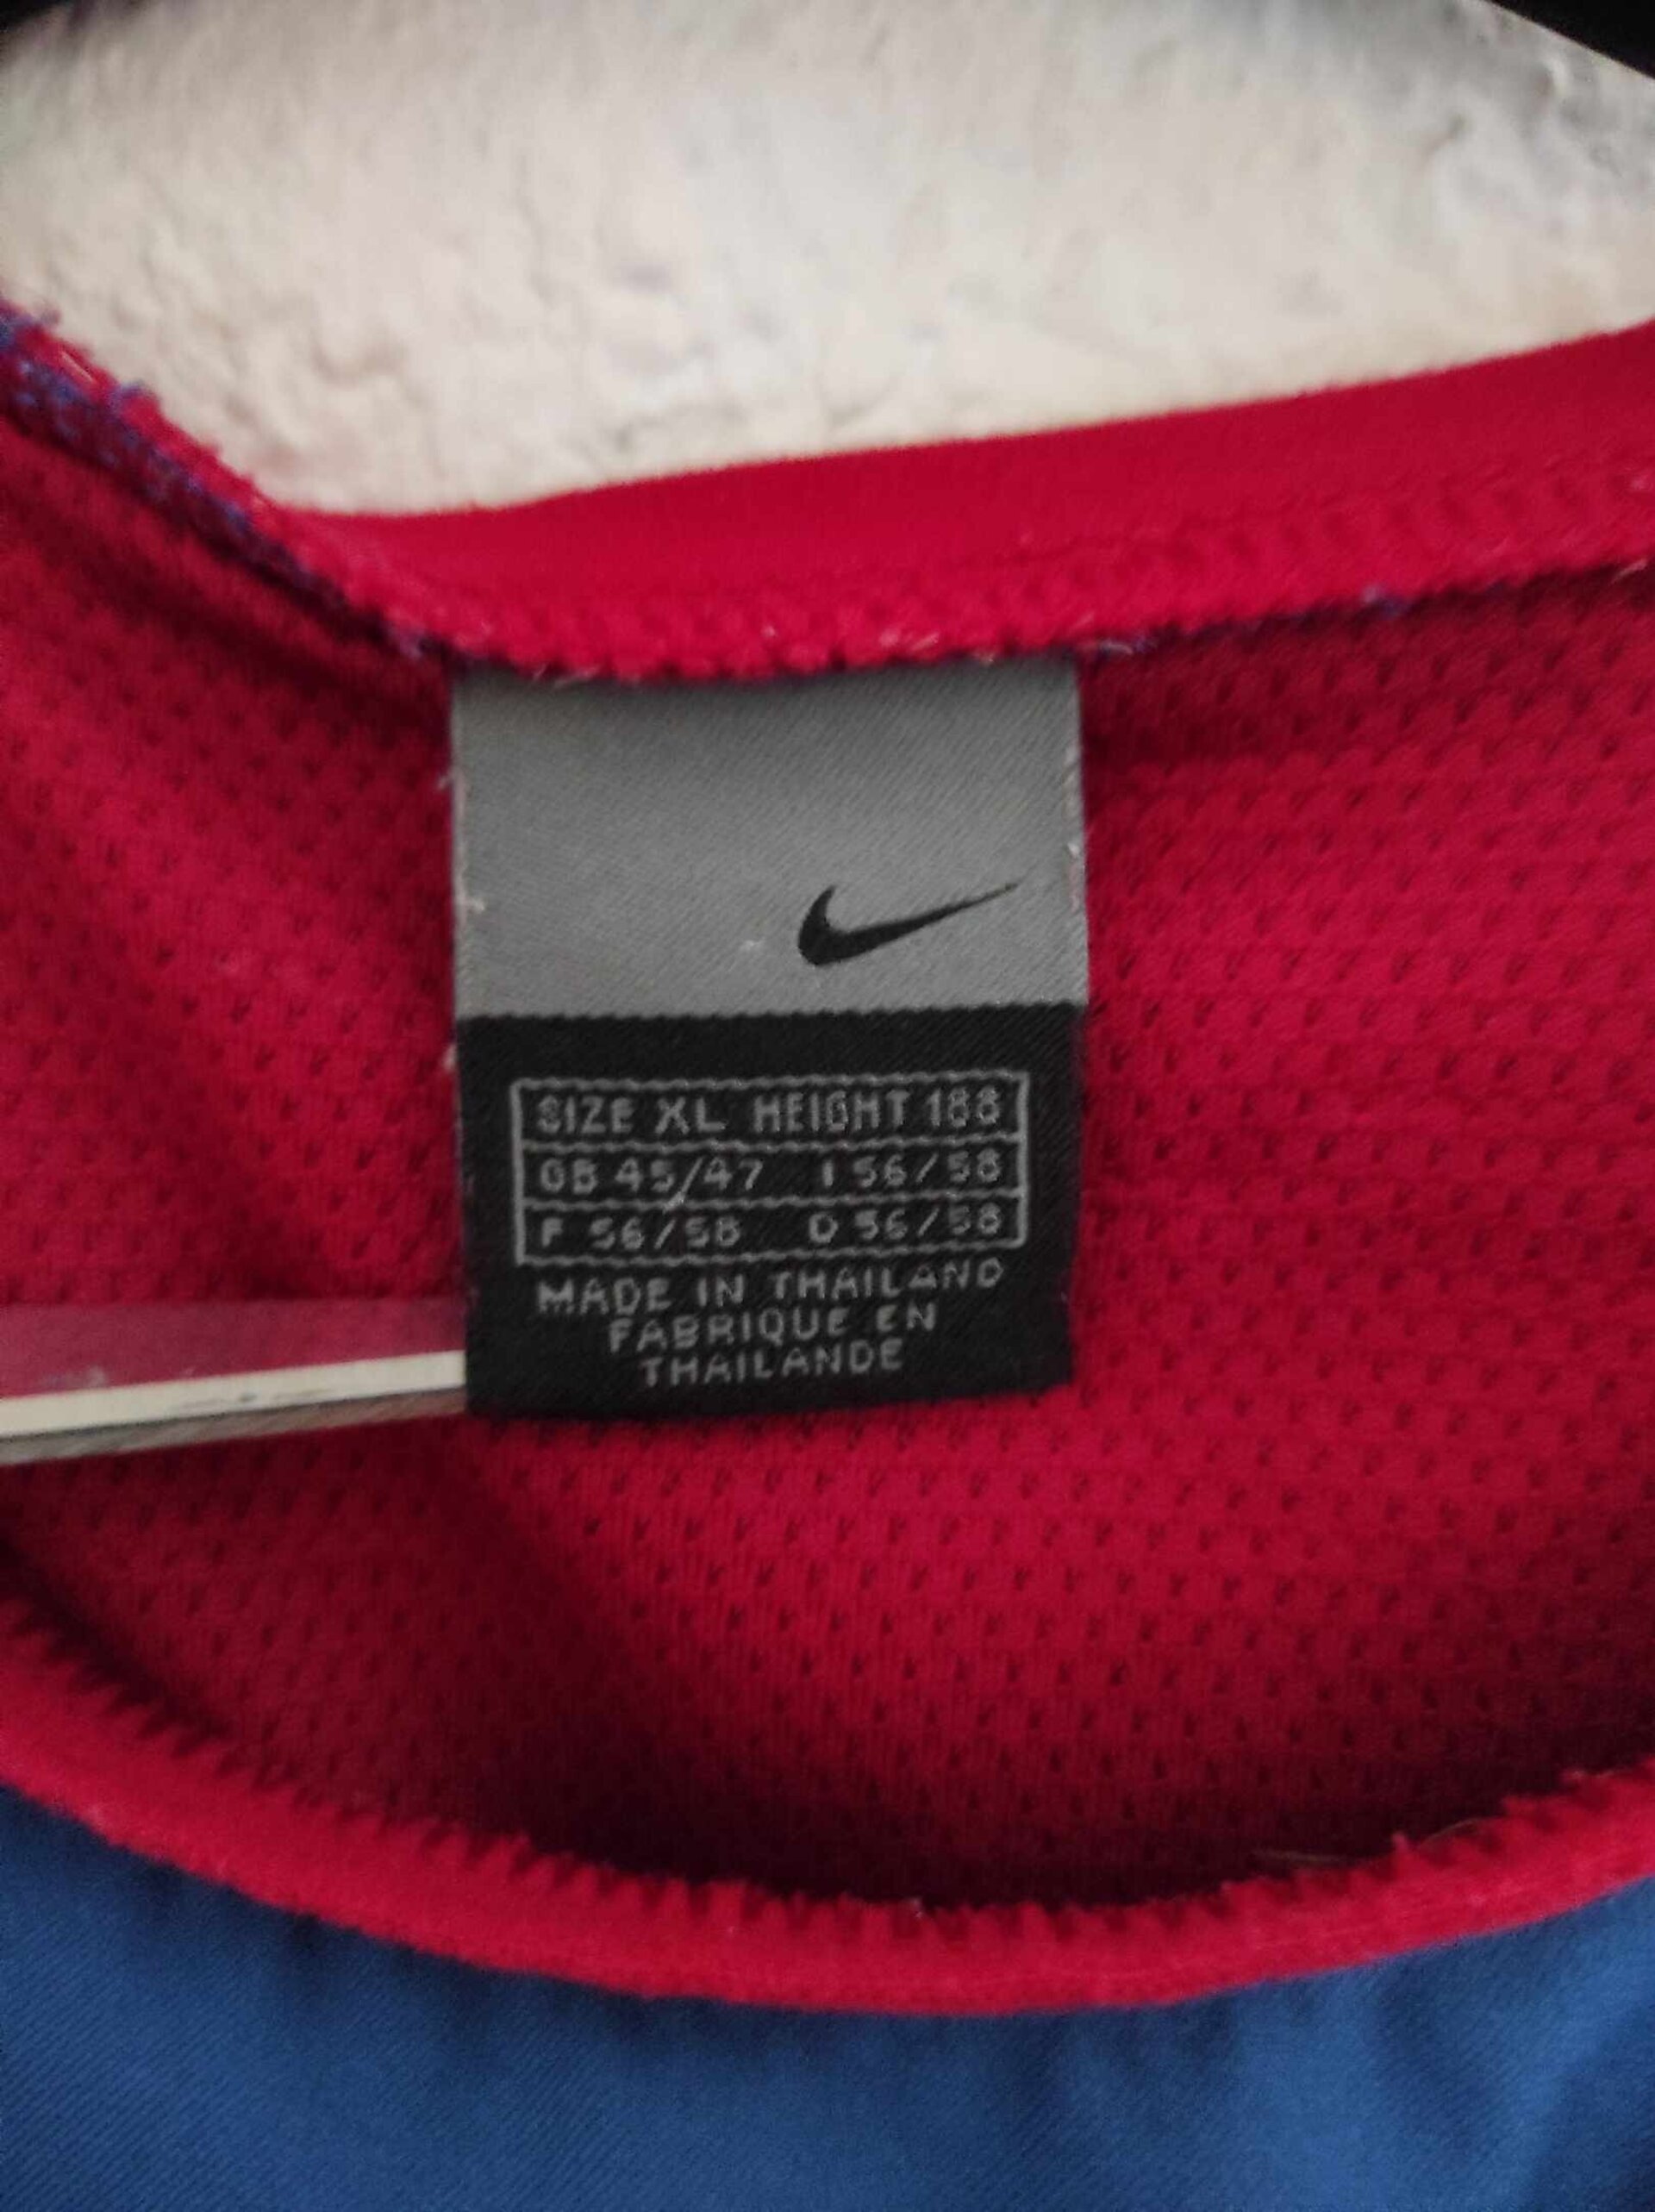 SIZE XL HEIGHT 188
GB 45/47 I 56/58
F 56/58 D 56/58
MADE IN THAILAND
FABRIQUE EN
THAILANDE